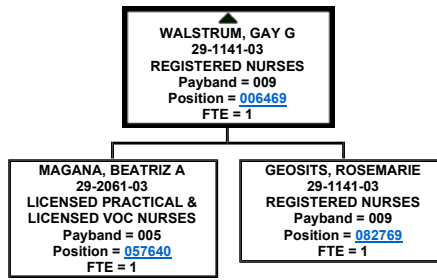 WALSTRUM, GAY G
29-1141-03
REGISTERED NURSES
Payband = 009
Position = 006469
FTE = 1
MAGANA, BEATRIZ A
29-2061-03
LICENSED PRACTICAL &
LICENSED VOC NURSES
Payband = 005
Position = 057640
FTE = 1
GEOSITS, ROSEMARIE
29-1141-03
REGISTERED NURSES
Payband = 009
Position = 082769
FTE = 1